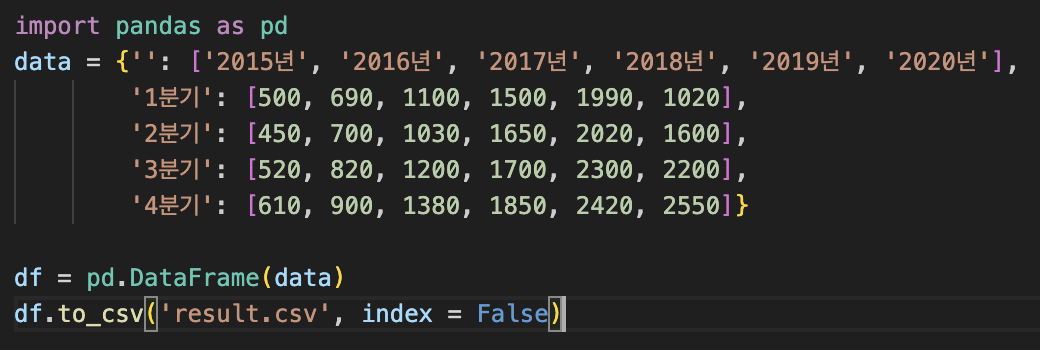 import pandas as pd
data = {'': ['2015년', '2016년', '2017년', '2018년', '2019년', '2020년'],
'1분기': [500, 690, 1100, 1500, 1990, 1020],
'2분기': [450, 700, 1030, 1650, 2020, 1600],
'3분기': [520, 820, 1200, 1700, 2300, 2200],
'4분기': [610, 900, 1380, 1850, 2420, 2550]}
df = pd.DataFrame(data)
df.to_csv('result.csv', index = False)